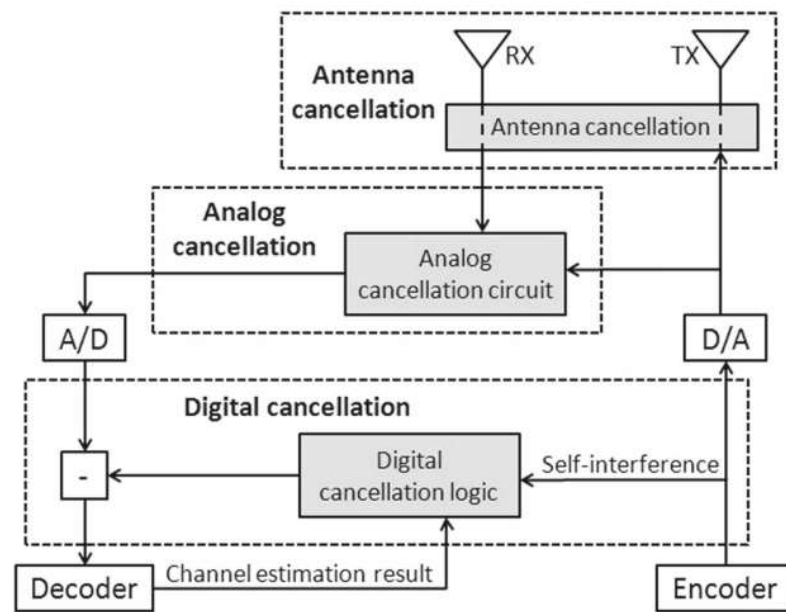 RX
TX
Antenna
cancellation
Antenna cancellation
Analog
cancellation
Analog
cancellation circuit
A/D
D/A
Digital cancellation
-
Digital
cancellation logic
Self-interference
Decoder
Channel estimation result
Encoder